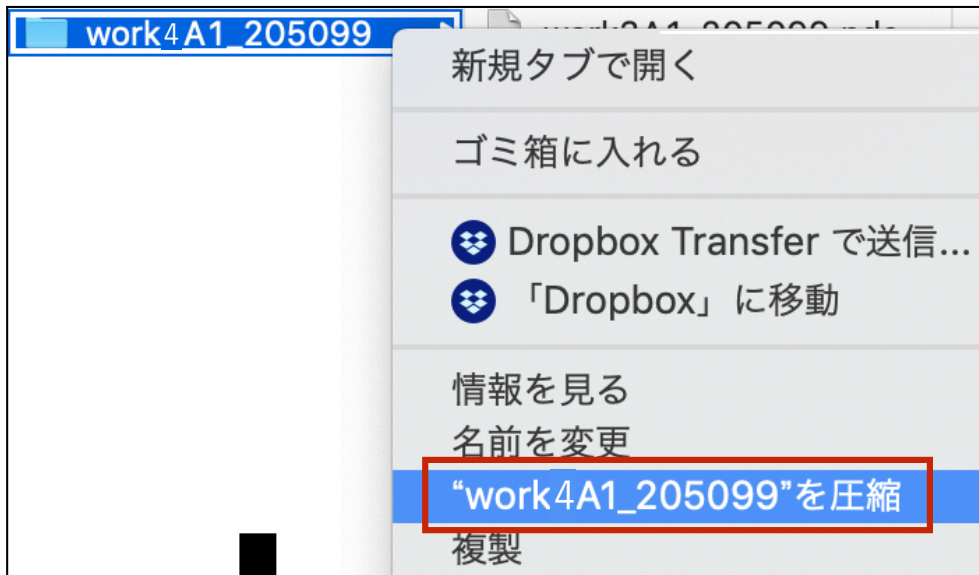 work4A1_205099
新規タブで開く
ゴミ箱に入れる
Dropbox Transfer で送信...
「Dropbox」に移動
情報を見る
名前を変更
“work4A1_205099”を圧縮
複製